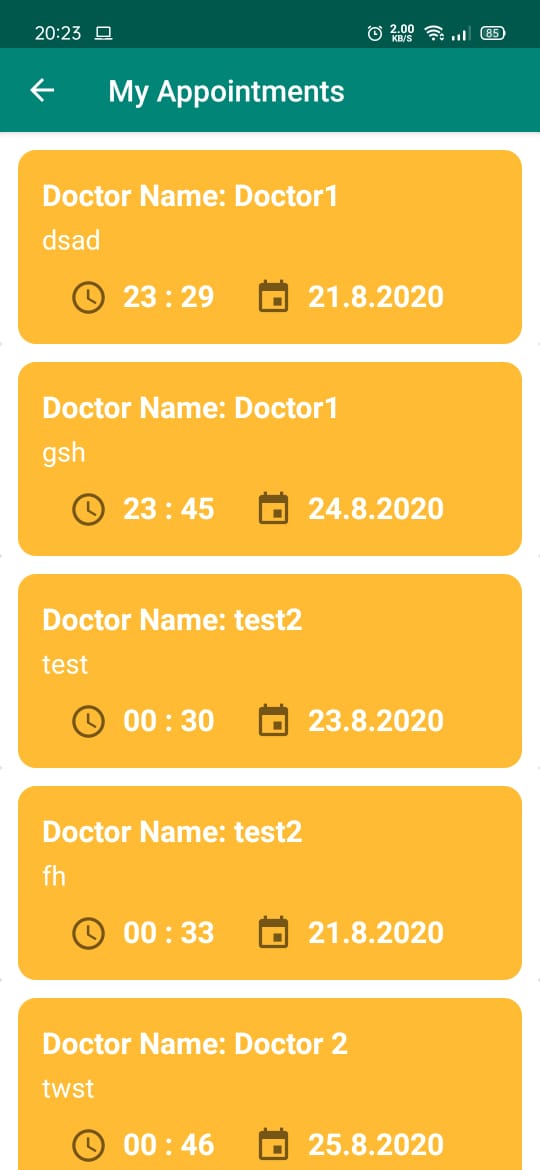 20:23 2.00 KB/S 85
My Appointments
Doctor Name: Doctor1
dsad
23 : 29 21.8.2020
Doctor Name: Doctor1
gsh
23 : 45 24.8.2020
Doctor Name: test2
test
00 : 30 23.8.2020
Doctor Name: test2
fh
00 : 33 21.8.2020
Doctor Name: Doctor 2
twst
00 : 46 25.8.2020